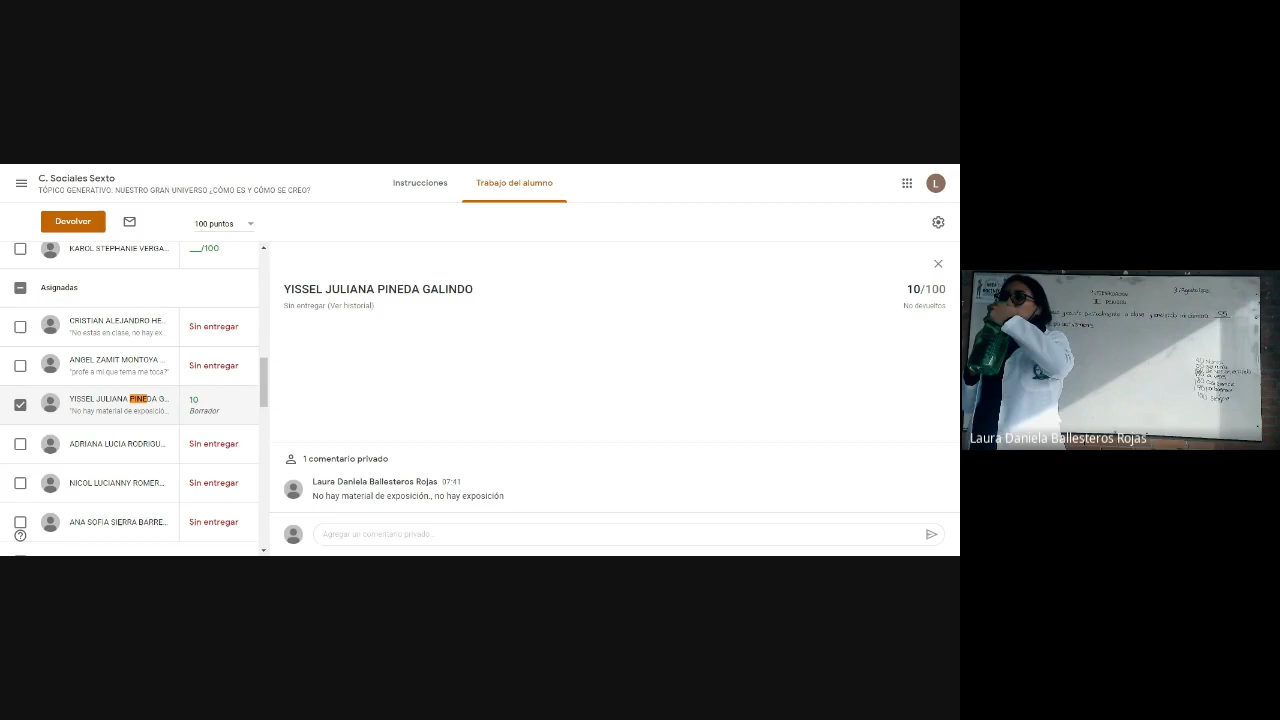 C. Sociales Sexto
TÓPICO GENERATIVO: NUESTRO GRAN UNIVERSO ¿CÓMO ES Y CÓMO SE CREO?
Instrucciones
Trabajo del alumno
L
Devolver
100 puntos
KAROL STEPHANIE VERGA...
__/100
Asignadas
CRISTIAN ALEJANDRO HE...
"No estas en clase, no hay ex...
Sin entregar
ANGEL ZAMIT MONTOYA ...
"profe a mi que tema me toca?"
Sin entregar
YISSEL JULIANA PINEDA G...
"No hay material de exposició...
10
Borrador
ADRIANA LUCIA RODRIGU...
Sin entregar
NICOL LUCIANNY ROMER...
Sin entregar
ANA SOFIA SIERRA BARRE...
Sin entregar
YISSEL JULIANA PINEDA GALINDO
Sin entregar (Ver historial)
10/100
No devueltos
1 comentario privado
Laura Daniela Ballesteros Rojas 07:41
No hay material de exposición., no hay exposición
Agregar un comentario privado...
Laura Daniela Ballesteros Rojas